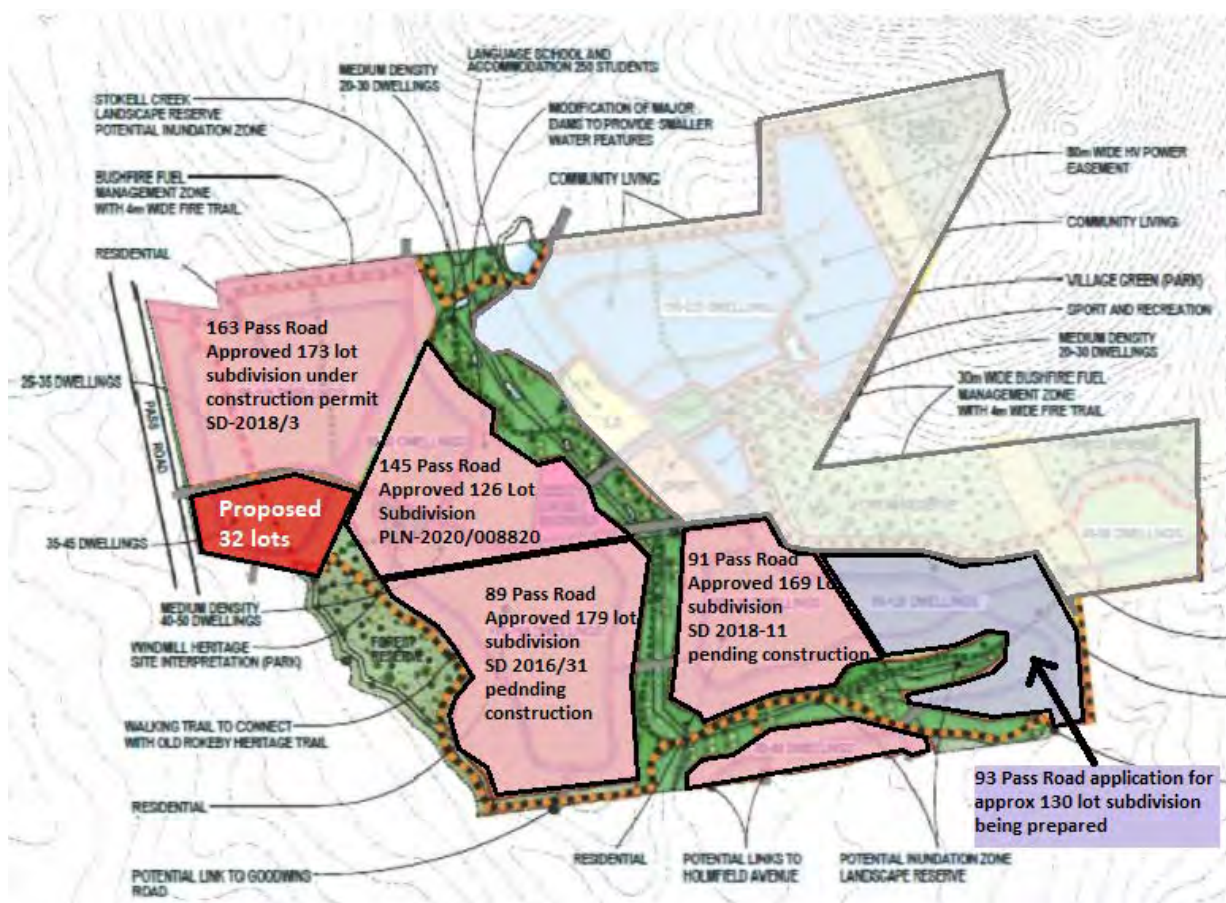 LANGUAGE SCHOOL AND
ACCOMMODATION 250 STUDENTS
MEDIUM DENSITY
20-30 DWELLINGS
STOKELL CREEK
LANDSCAPE RESERVE
POTENTIAL INUNDATION ZONE
MODIFICATION OF MAJOR
DAMS TO PROVIDE SMALLER
WATER FEATURES
BUSHFIRE FUEL
MANAGEMENT ZONE
WITH 4m WIDE FIRE TRAIL
COMMUNITY LIVING
80m WIDE HV POWER
EASEMENT
COMMUNITY LIVING
RESIDENTIAL
VILLAGE GREEN (PARK)
SPORT AND RECREATION
MEDIUM DENSITY
20-30 DWELLINGS
30m WIDE BUSHFIRE FUEL
MANAGEMENT ZONE
WITH 4m WIDE FIRE TRAIL
163 Pass Road
Approved 173 lot
subdivision under
construction permit
SD-2018/3
25-35 DWELLINGS
PASS ROAD
145 Pass Road
Approved 126 Lot
Subdivision
PLN-2020/008820
Proposed
32 lots
35-45 DWELLINGS
91 Pass Road
Approved 169 Lo
subdivision
SD 2018-11
pending construction
89 Pass Road
Approved 179 lot
subdivision
SD 2016/31
pednding
construction
MEDIUM DENSITY
40-50 DWELLINGS
WINDMILL HERITAGE
SITE INTERPRETATION (PARK)
FOREST
RESERVE
WALKING TRAIL TO CONNECT
WITH OLD ROKEBY HERITAGE TRAIL
DWELLINGS
93 Pass Road application for
approx 130 lot subdivision
being prepared
RESIDENTIAL
RESIDENTIAL
POTENTIAL LINKS TO
HOLMFIELD AVENUE
POTENTIAL INUNDATION ZONE
LANDSCAPE RESERVE
POTENTIAL LINK TO GOODWINS
ROAD